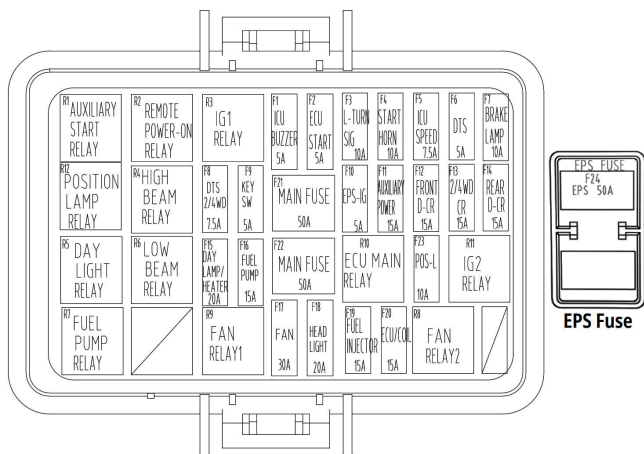 R1
AUXILIARY
START
RELAY
R2
REMOTE
POWER-ON
RELAY
R3
IG1
RELAY
F1
ICU
BUZZER
5A
F2
ECU
START
5A
F3
L-TURN
SIG
10A
F4
START
HORN
10A
F5
ICU
SPEED
7.5A
F6
DTS
5A
F7
BRAKE
LAMP
10A
R12
POSITION
LAMP
RELAY
R4
HIGH
BEAM
RELAY
F8
DTS
2/4WD
7.5A
F9
KEY
SW
5A
F21
MAIN FUSE
50A
F10
EPS-IG
5A
F11
AUXILIARY
POWER
15A
F12
FRONT
D-CR
15A
F13
2/4WD
CR
15A
F14
REAR
D-CR
15A
R5
DAY
LIGHT
RELAY
R6
LOW
BEAM
RELAY
F15
DAY
LAMP/
HEATER
20A
F16
FUEL
PUMP
15A
F22
MAIN FUSE
50A
R10
ECU MAIN
RELAY
F23
POS-L
10A
R11
IG2
RELAY
R7
FUEL
PUMP
RELAY
R9
FAN
RELAY1
F17
FAN
30A
F18
HEAD
LIGHT
20A
F19
FUEL
INJECTOR
15A
F20
ECU/COIL
15A
R8
FAN
RELAY2
EPS FUSE
F24
EPS 50A
EPS Fuse